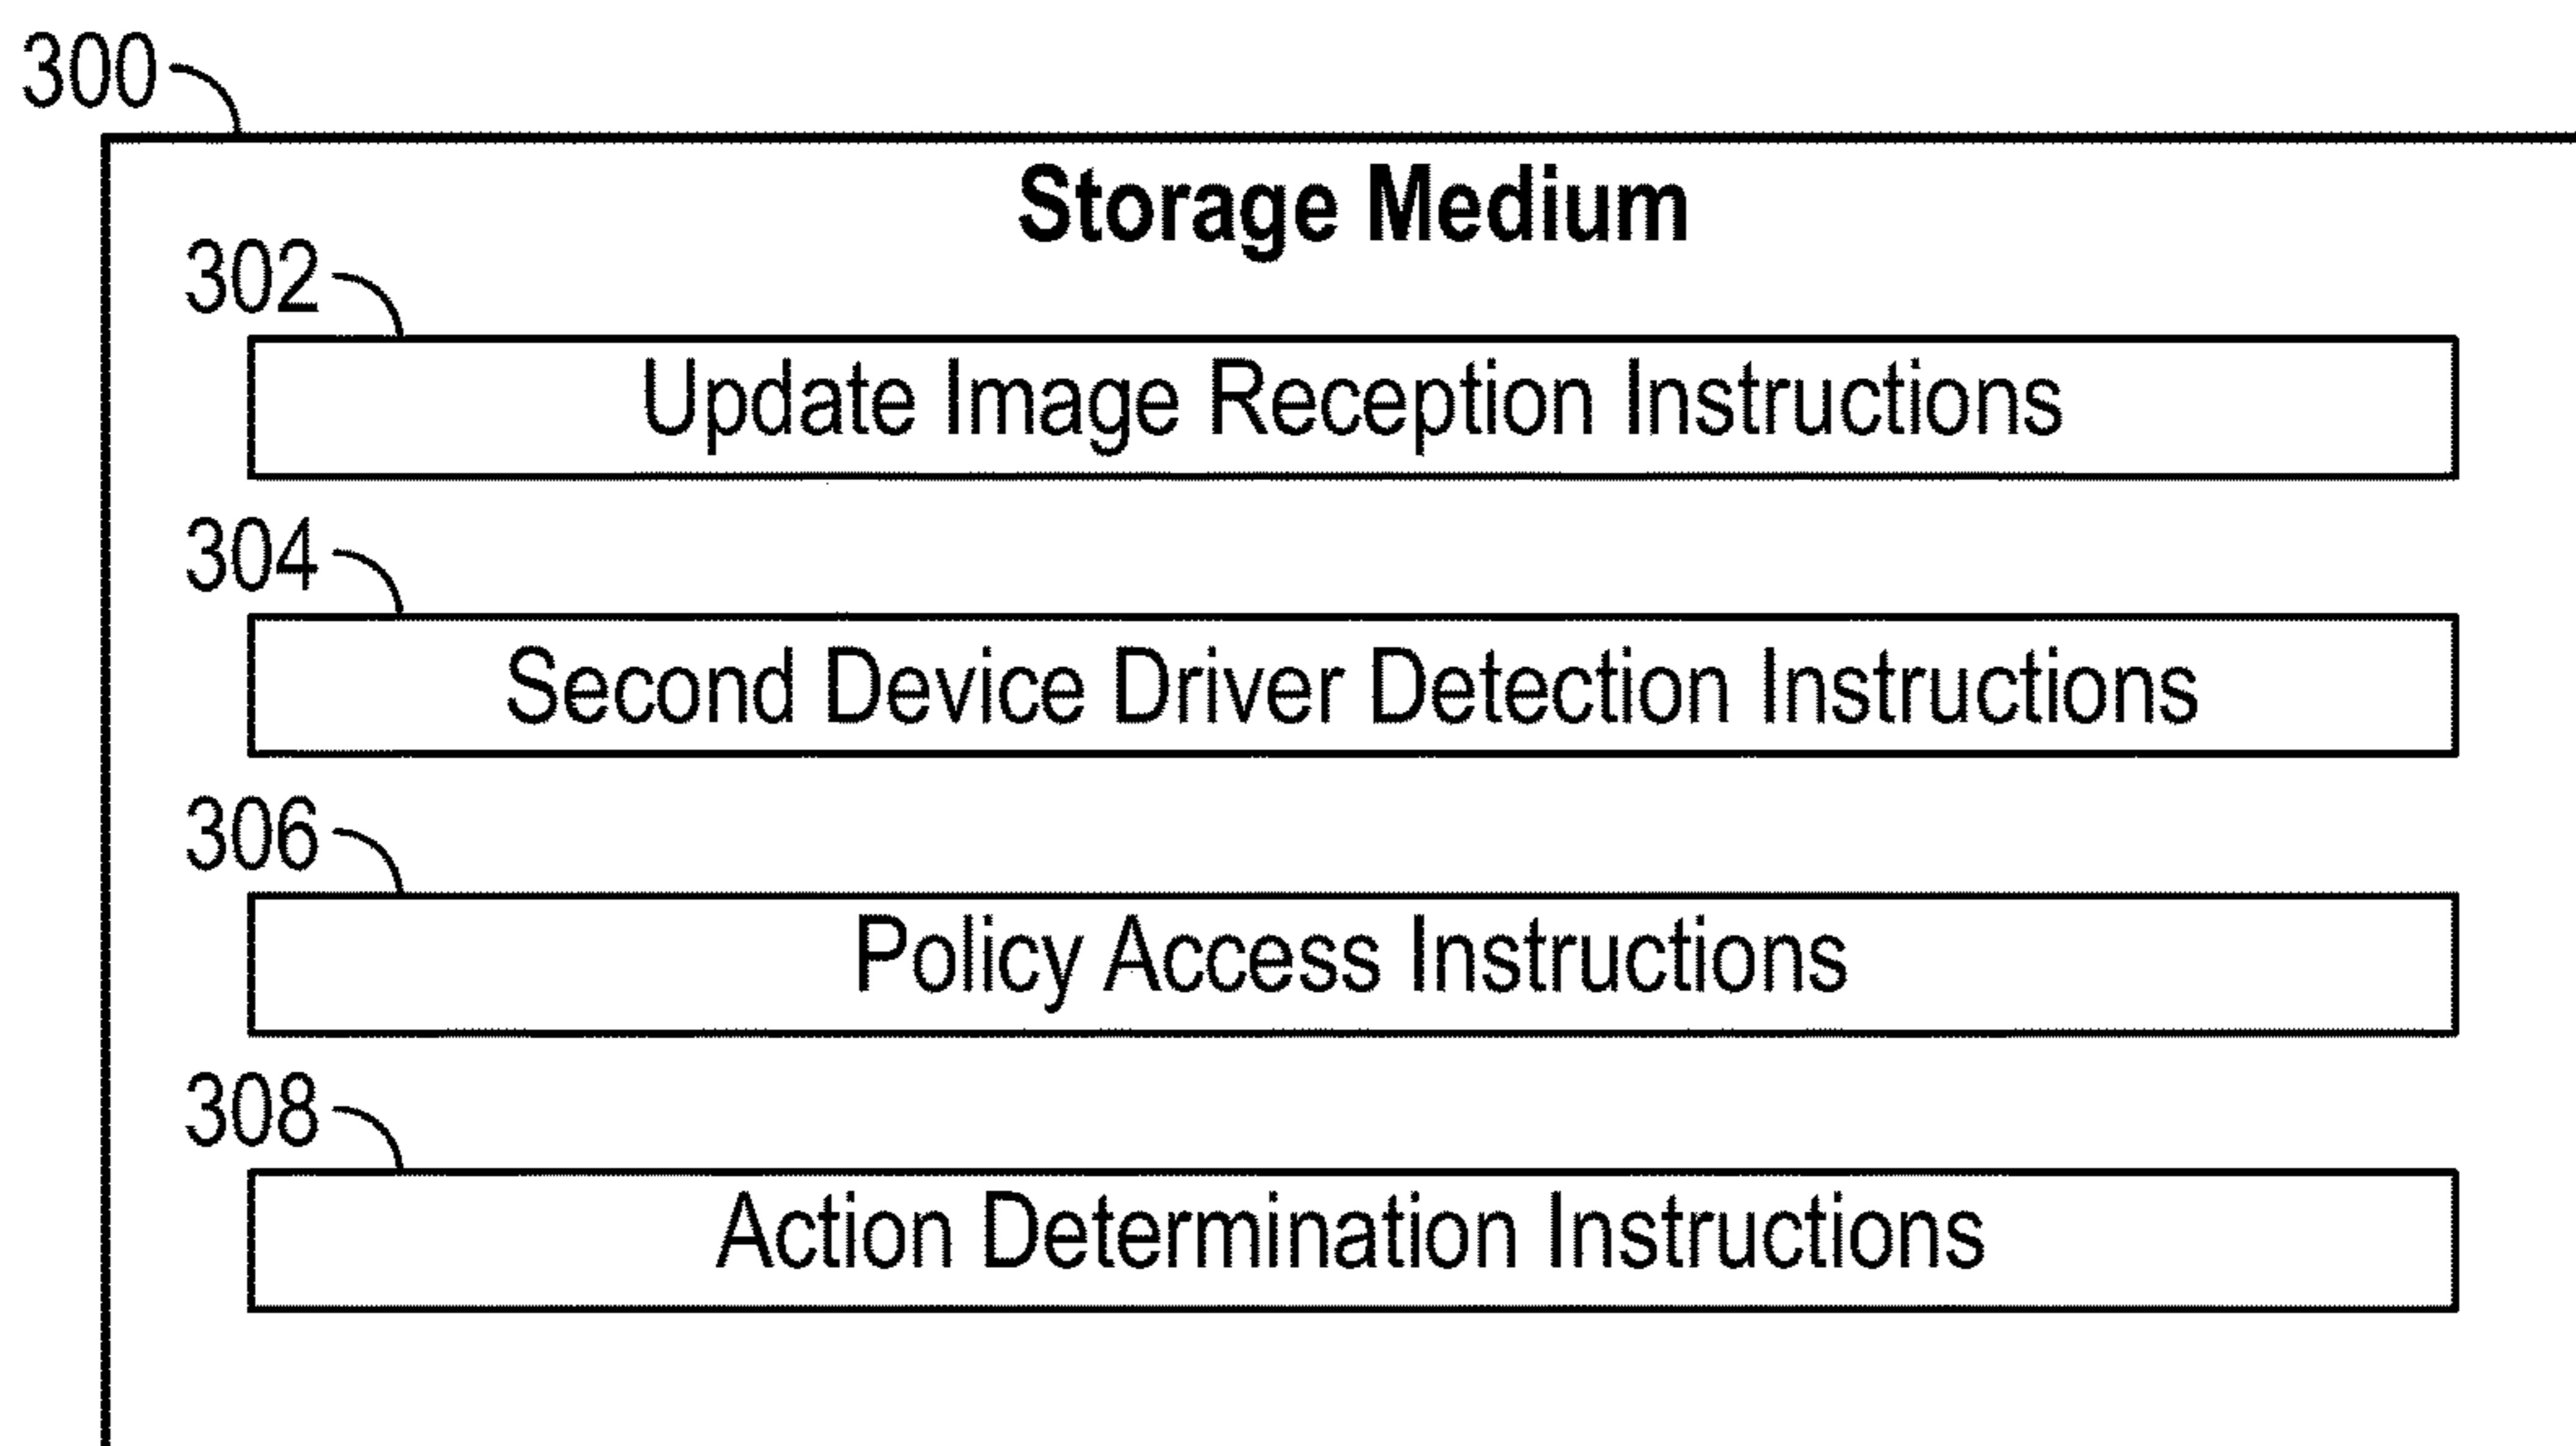 300
Storage Medium
302
Update Image Reception Instructions
304
Second Device Driver Detection Instructions
306
Policy Access Instructions
308
Action Determination Instructions